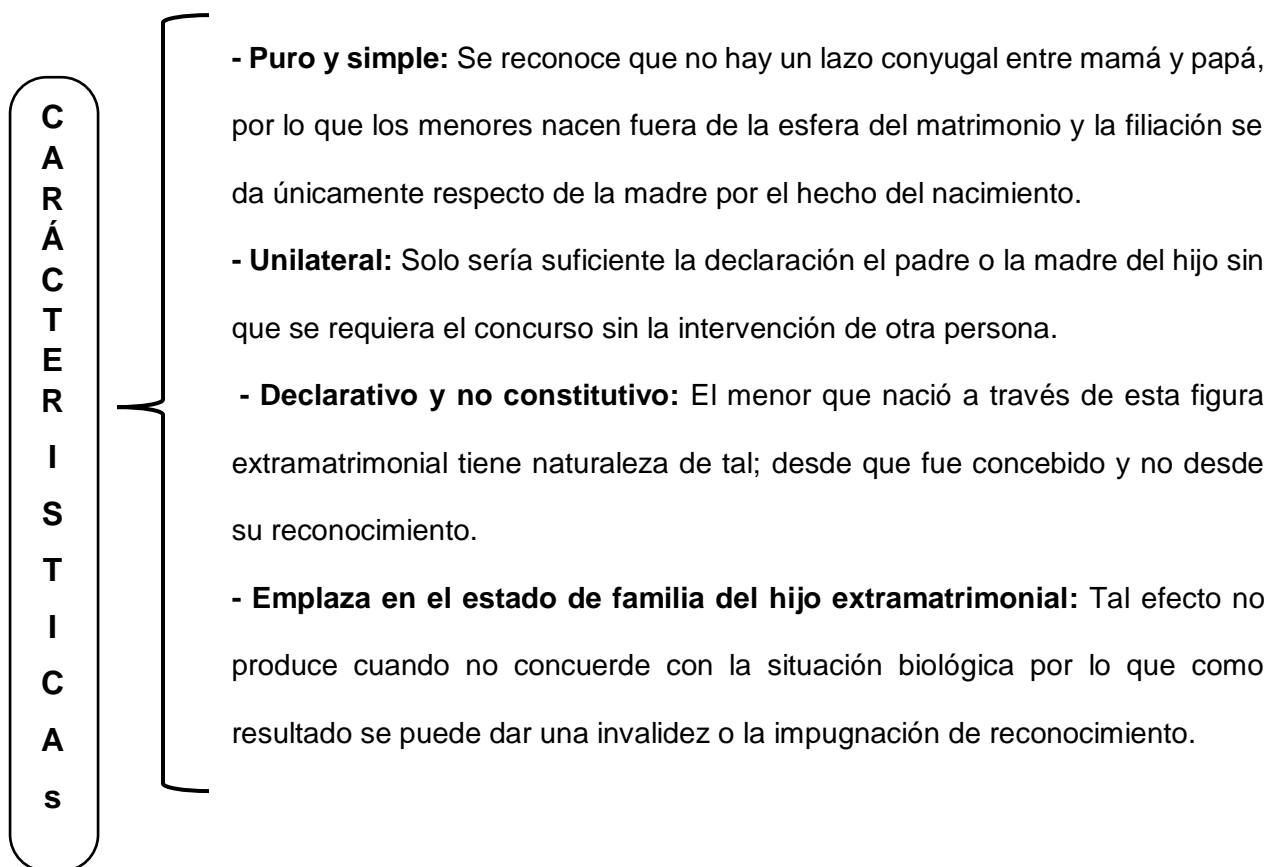 C
A
R
Á
C
T
E
R
I
S
T
I
C
A
s
- Puro y simple: Se reconoce que no hay un lazo conyugal entre mamá y papá,
por lo que los menores nacen fuera de la esfera del matrimonio y la filiación se
da únicamente respecto de la madre por el hecho del nacimiento.
- Unilateral: Solo sería suficiente la declaración el padre o la madre del hijo sin
que se requiera el concurso sin la intervención de otra persona.
- Declarativo y no constitutivo: El menor que nació a través de esta figura
extramatrimonial tiene naturaleza de tal; desde que fue concebido y no desde
su reconocimiento.
- Emplaza en el estado de familia del hijo extramatrimonial: Tal efecto no
produce cuando no concuerde con la situación biológica por lo que como
resultado se puede dar una invalidez o la impugnación de reconocimiento.